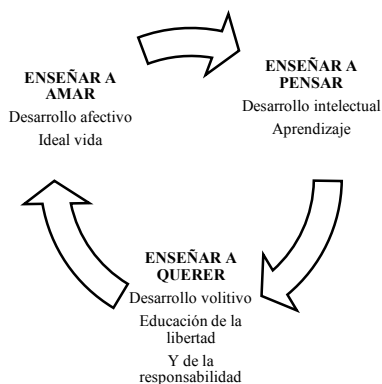 ENSEÑAR A
AMAR
Desarrollo afectivo
Ideal vida
ENSEÑAR A
PENSAR
Desarrollo intelectual
Aprendizaje
ENSEÑAR A
QUERER
Desarrollo volitivo
Educación de la
libertad
Y de la
responsabilidad